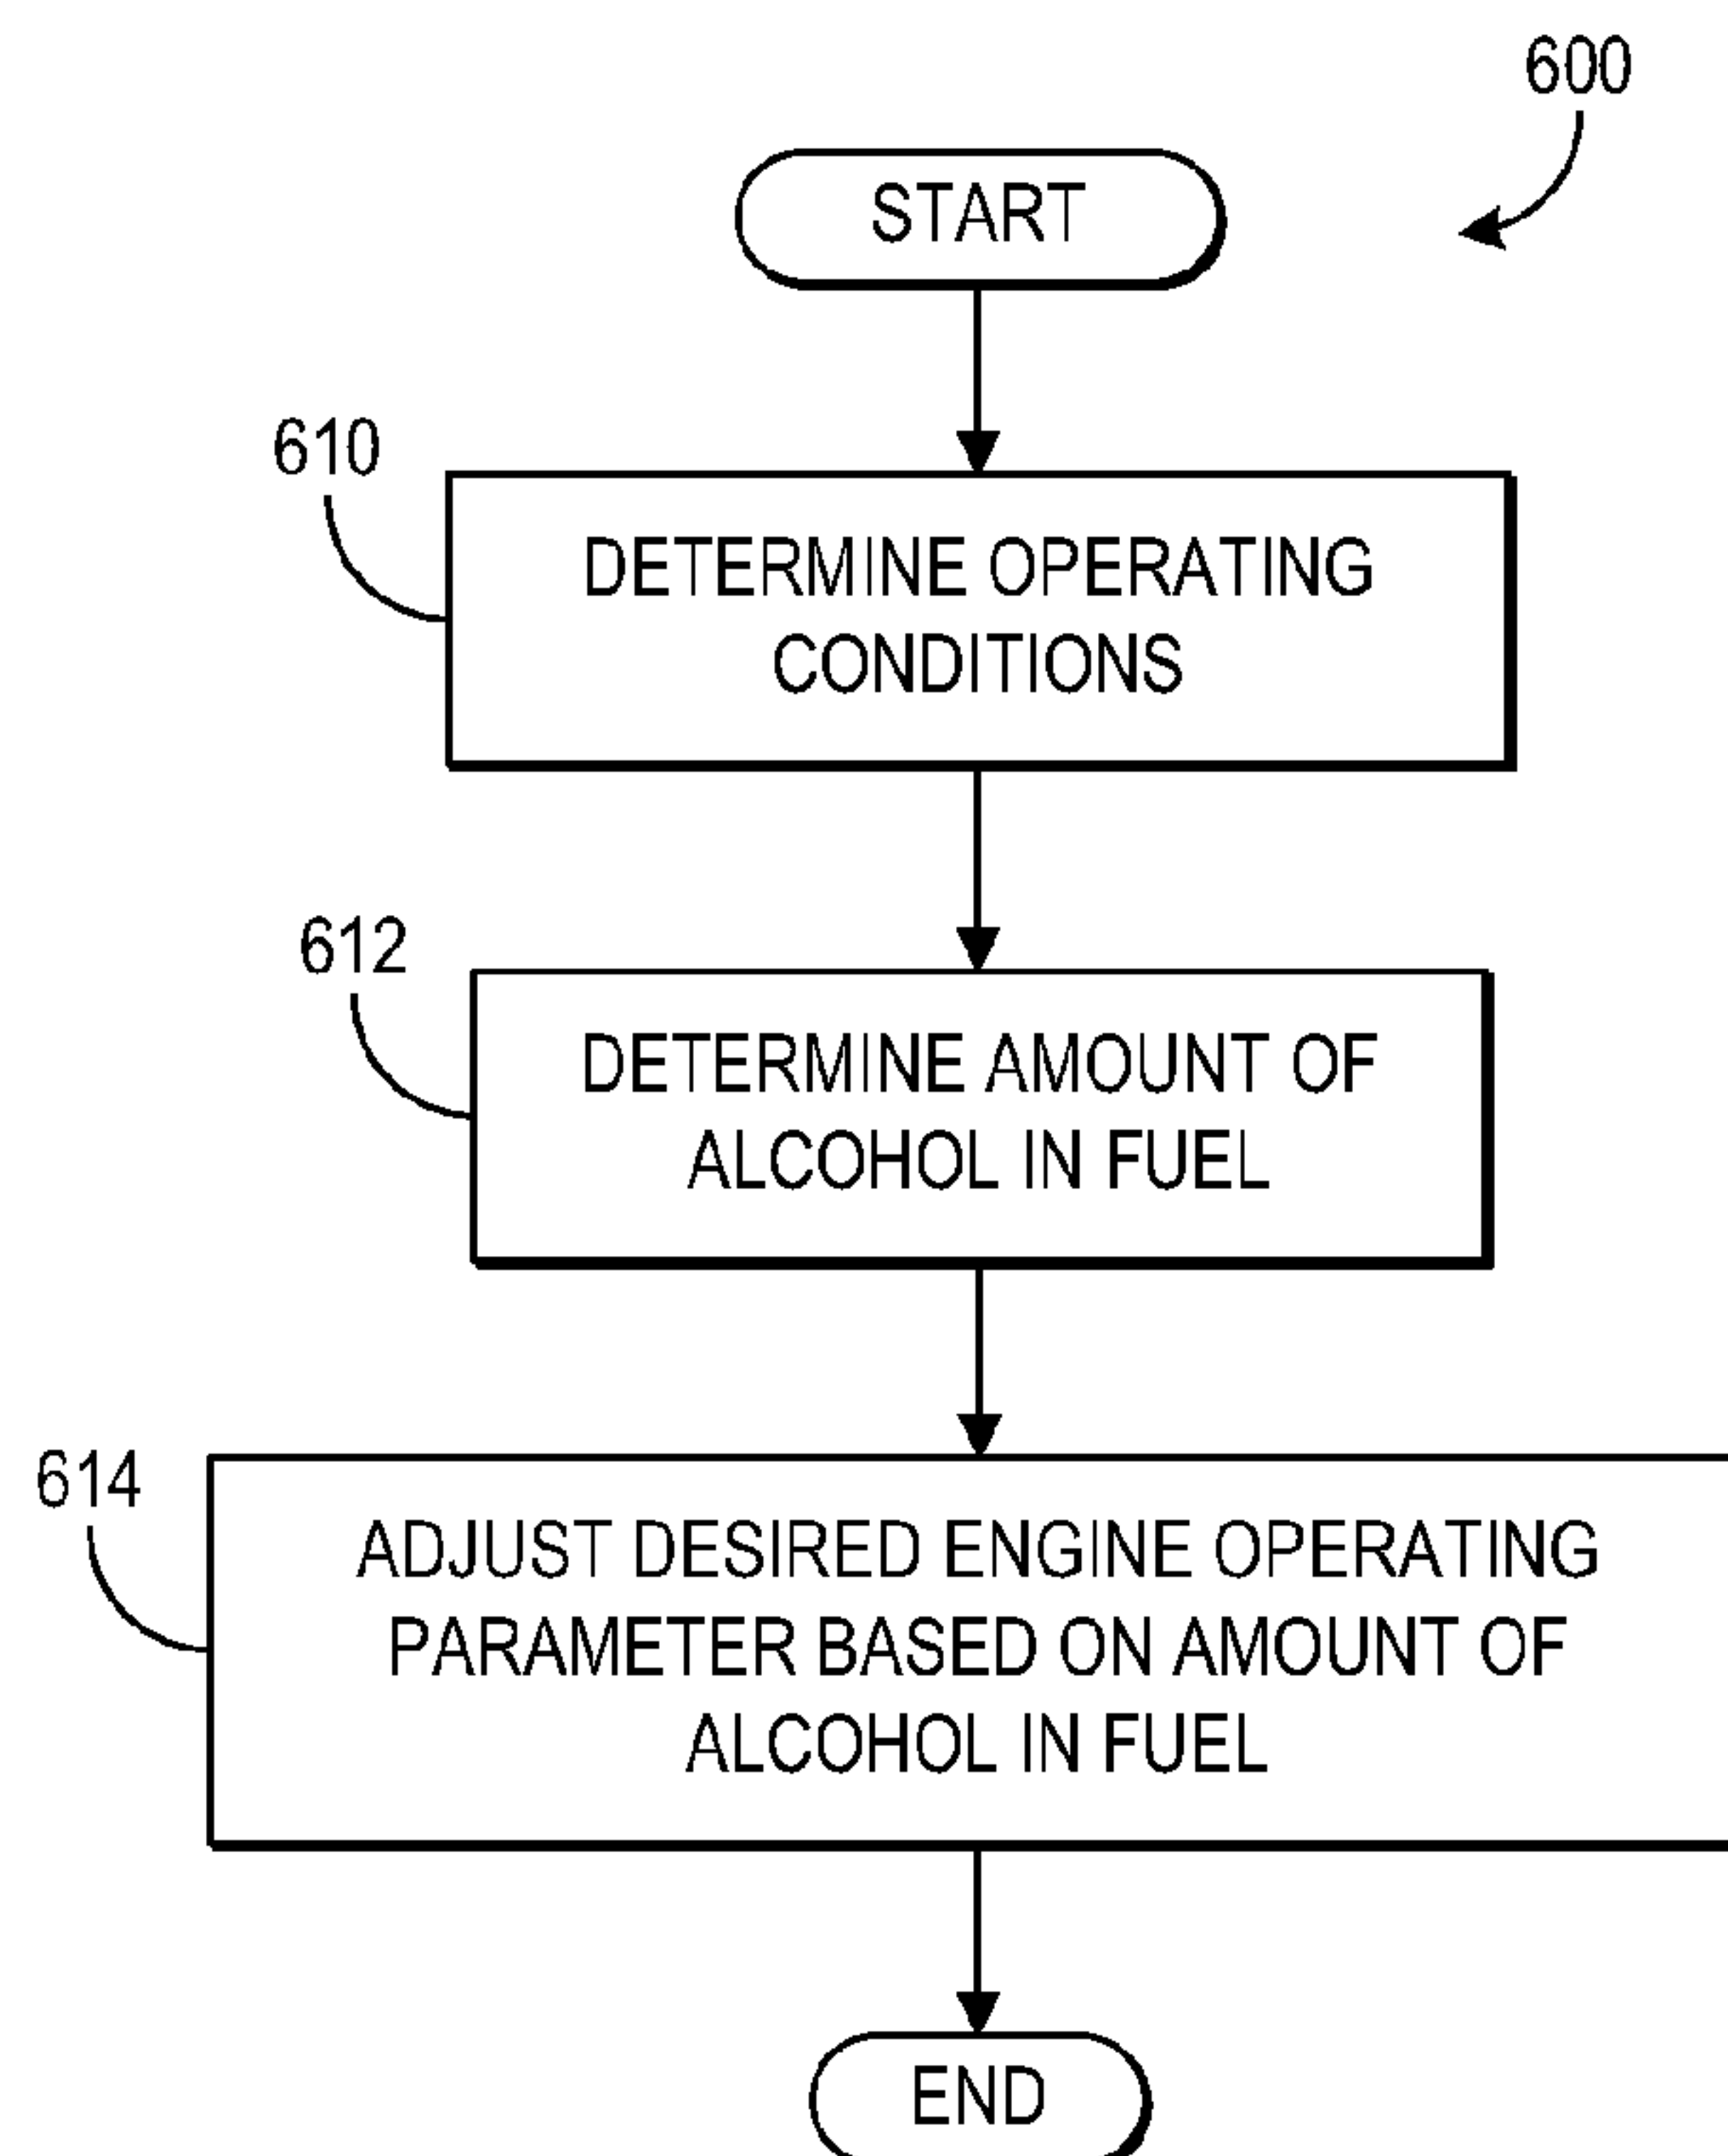 600
START
610
DETERMINE OPERATING
CONDITIONS
612
DETERMINE AMOUNT OF
ALCOHOL IN FUEL
614
ADJUST DESIRED ENGINE OPERATING
PARAMETER BASED ON AMOUNT OF
ALCOHOL IN FUEL
END